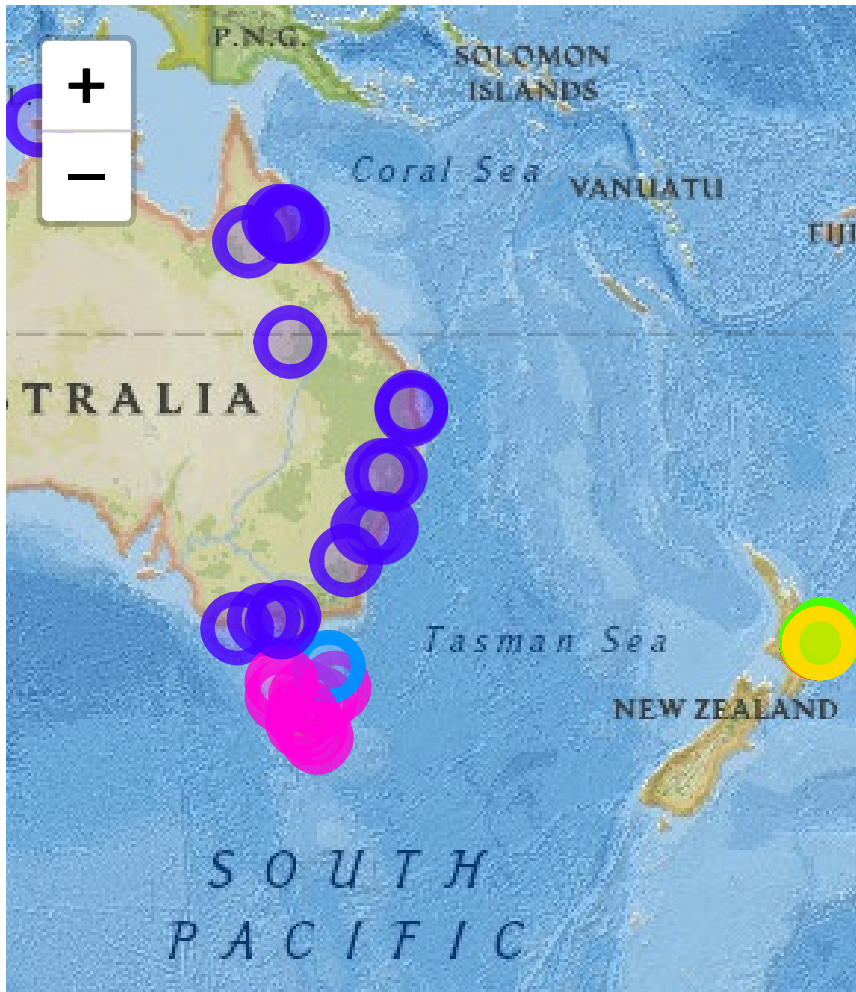 +
P.N.G.
SOLOMON
ISLANDS
−
Coral Sea
VANUATU
FIJI
TRALIA
Tasman Sea
NEW ZEALAND
SOUTH
PACIFIC